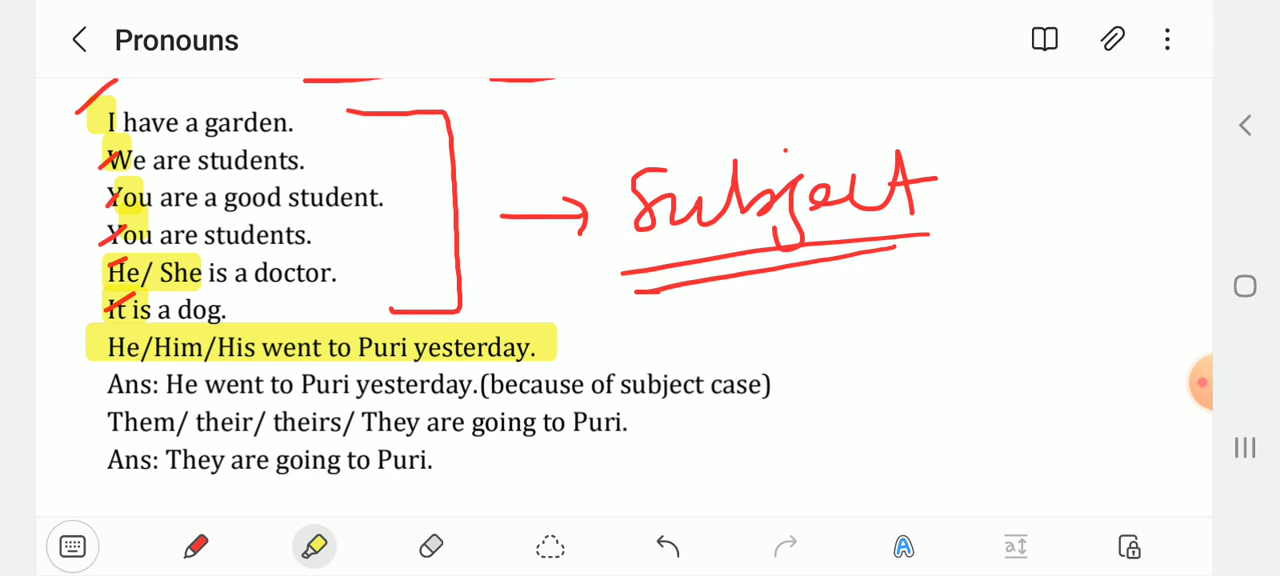 Pronouns
I have a garden.
We are students.
You are a good student.
You are students.
He/ She is a doctor.
It is a dog.
He/Him/His went to Puri yesterday.
Ans: He went to Puri yesterday.(because of subject case)
Them/ their/ theirs/ They are going to Puri.
Ans: They are going to Puri.
Subject
A
a